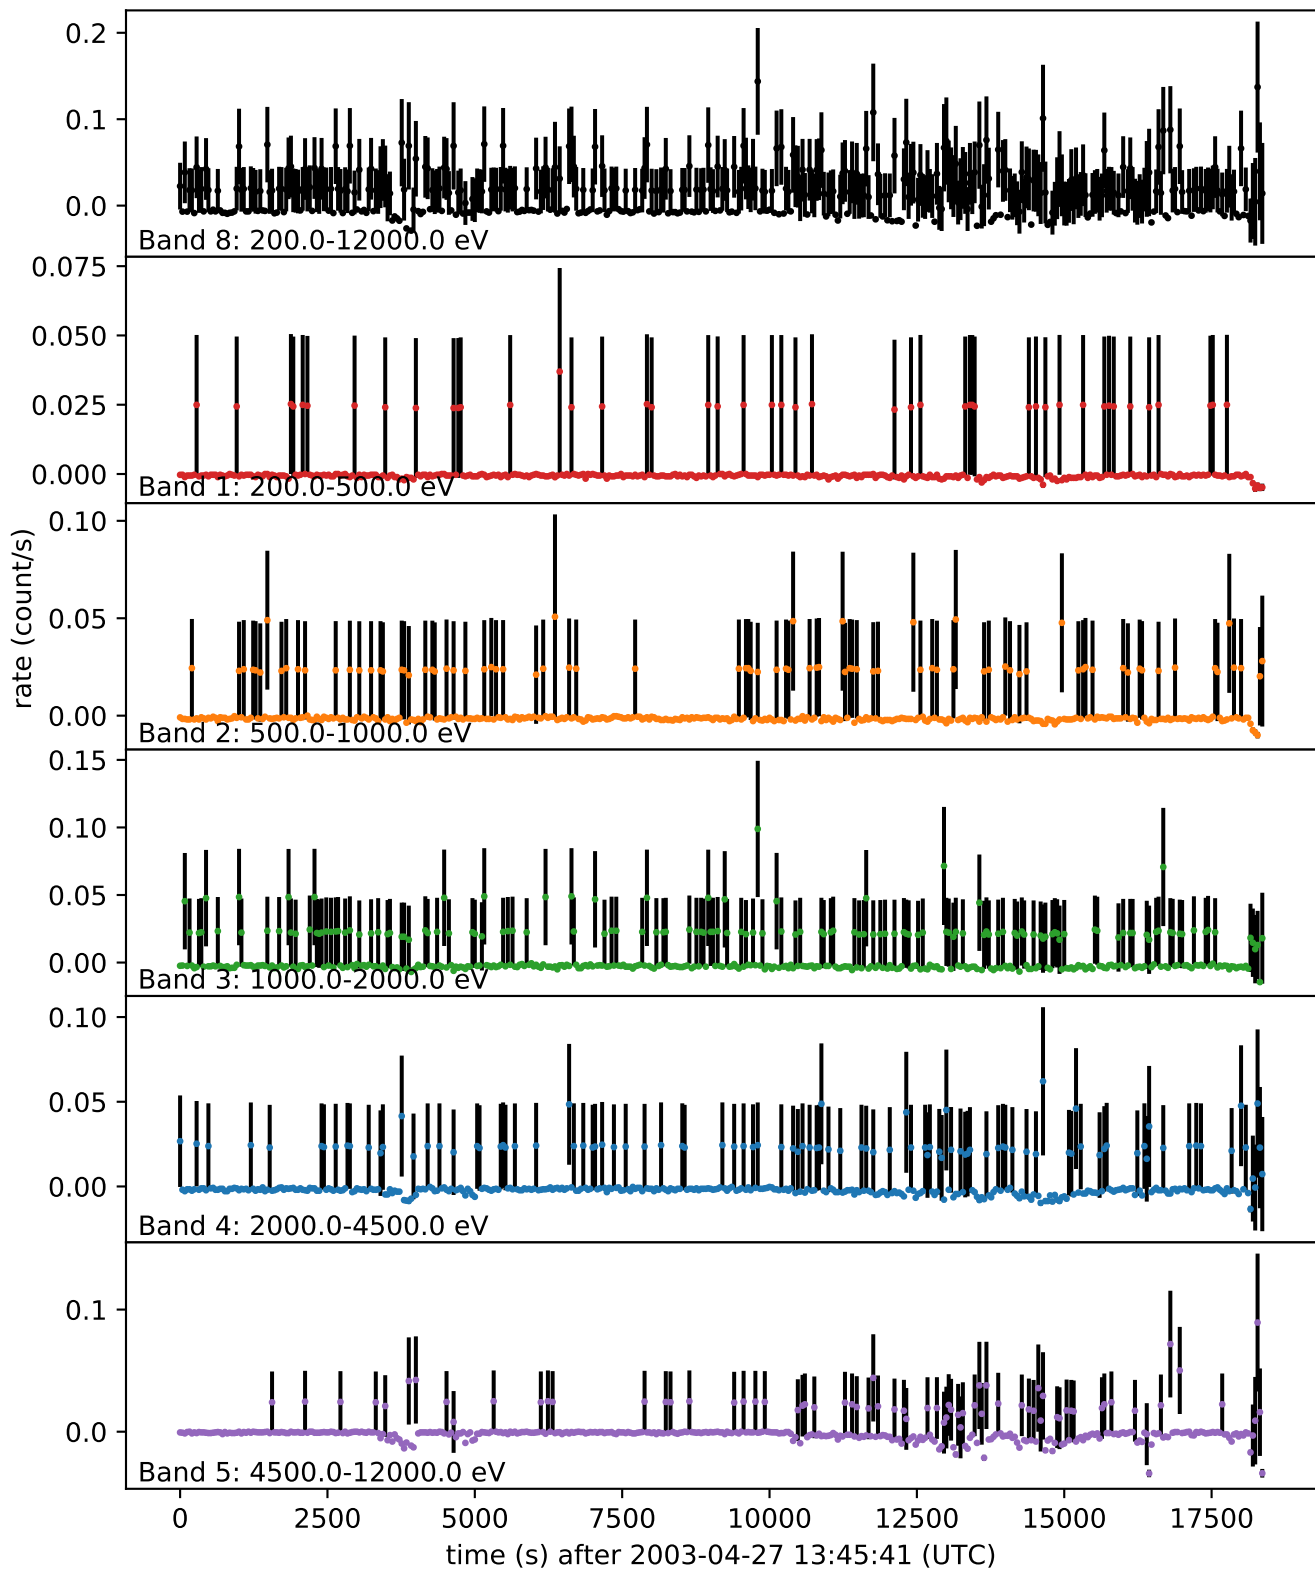 0.2
0.1
0.0
Band 8: 200.0-12000.0 eV
0.075
0.050
0.025
0.000
Band 1: 200.0-500.0 eV
0.10
0.05
0.00
Band 2: 500.0-1000.0 eV
rate (count/s)
0.15
0.10
0.05
0.00
Band 3: 1000.0-2000.0 eV
0.10
0.05
0.00
Band 4: 2000.0-4500.0 eV
0.1
0.0
Band 5: 4500.0-12000.0 eV
0 2500 5000 7500 10000 12500 15000 17500
time (s) after 2003-04-27 13:45:41 (UTC)